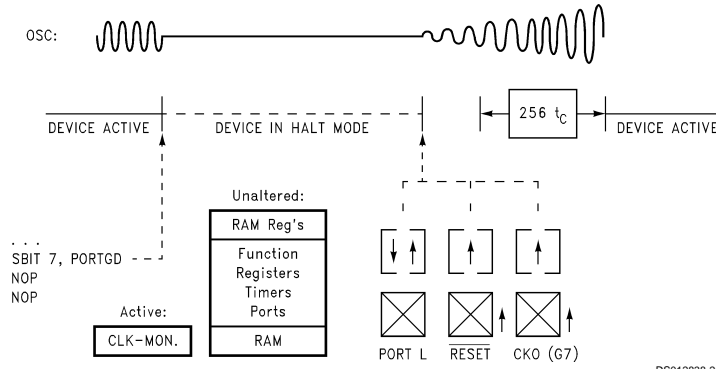 OSC:
256 tC
DEVICE ACTIVE
DEVICE IN HALT MODE
DEVICE ACTIVE
Unaltered:
RAM Reg's
Function
Registers
Timers
Ports
RAM
. . .
SBIT 7, PORTGD
NOP
NOP
Active:
CLK-MON.
PORT L
RESET
CKO (G7)